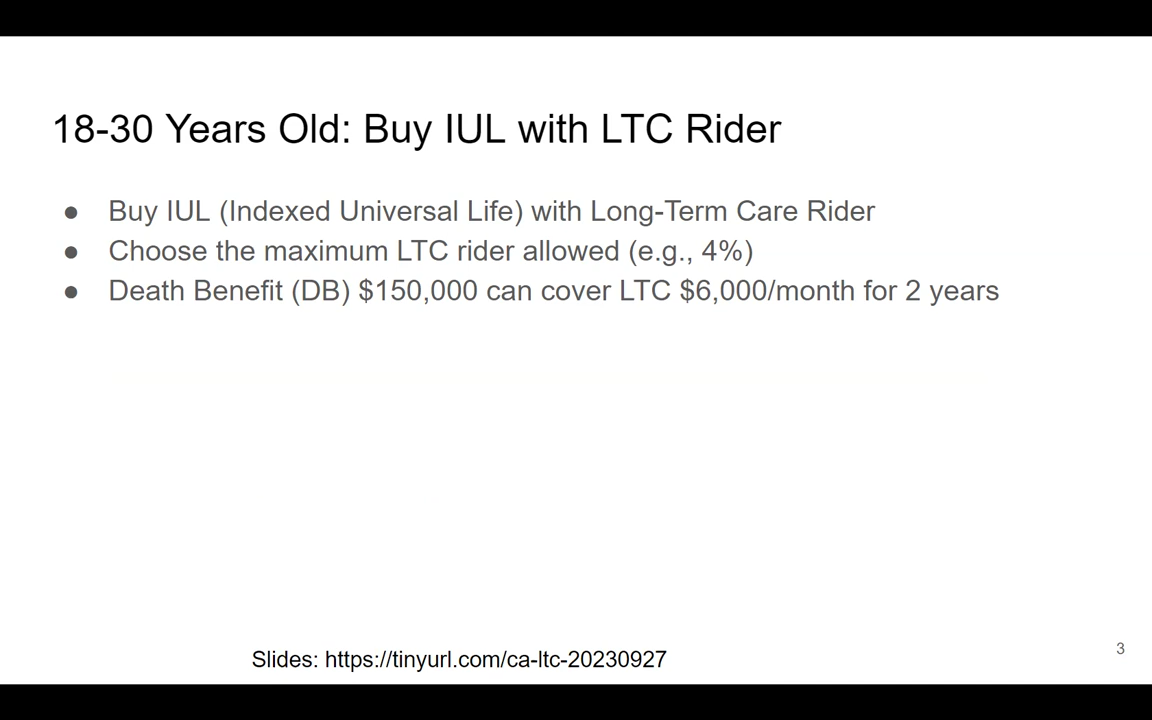 18-30 Years Old: Buy IUL with LTC Rider
● Buy IUL (Indexed Universal Life) with Long-Term Care Rider
● Choose the maximum LTC rider allowed (e.g., 4%)
● Death Benefit (DB) $150,000 can cover LTC $6,000/month for 2 years
Slides: https://tinyurl.com/ca-ltc-20230927
3